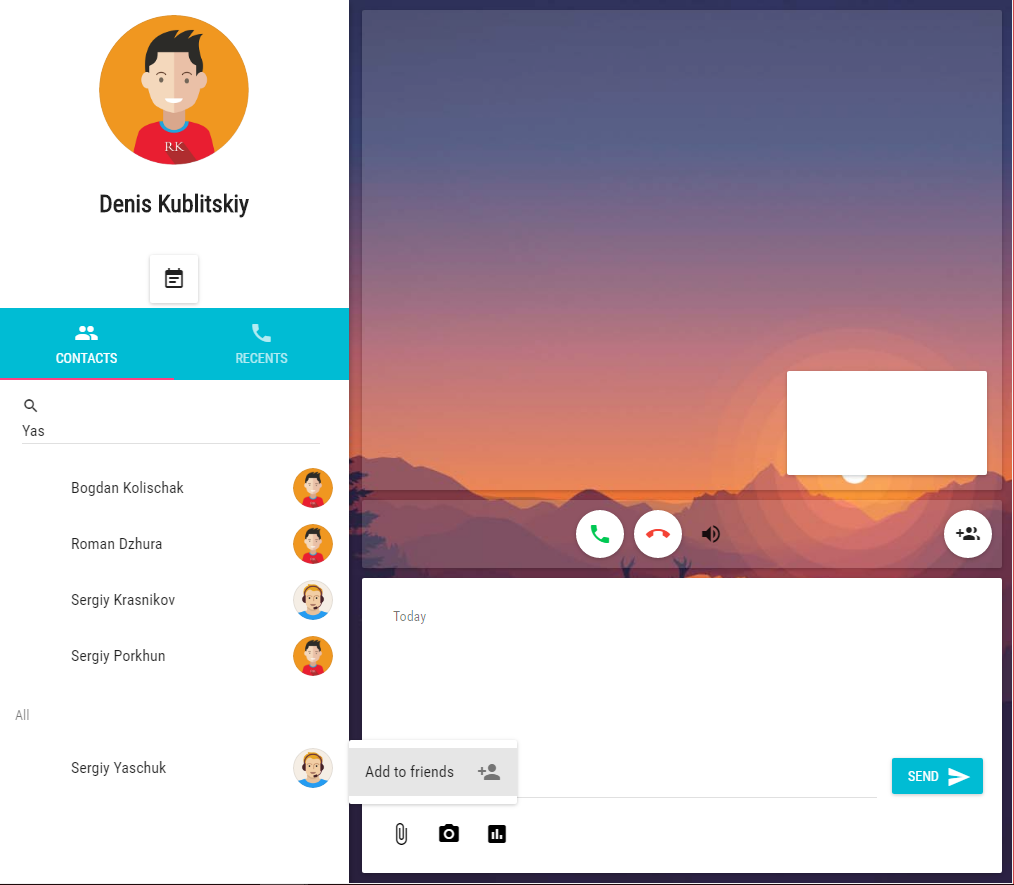 RK
Denis Kublitskiy
CONTACTS
RECENTS
Yas
Bogdan Kolischak
Roman Dzhura
Sergiy Krasnikov
Sergiy Porkhun
All
Sergiy Yaschuk
Today
Add to friends
SEND